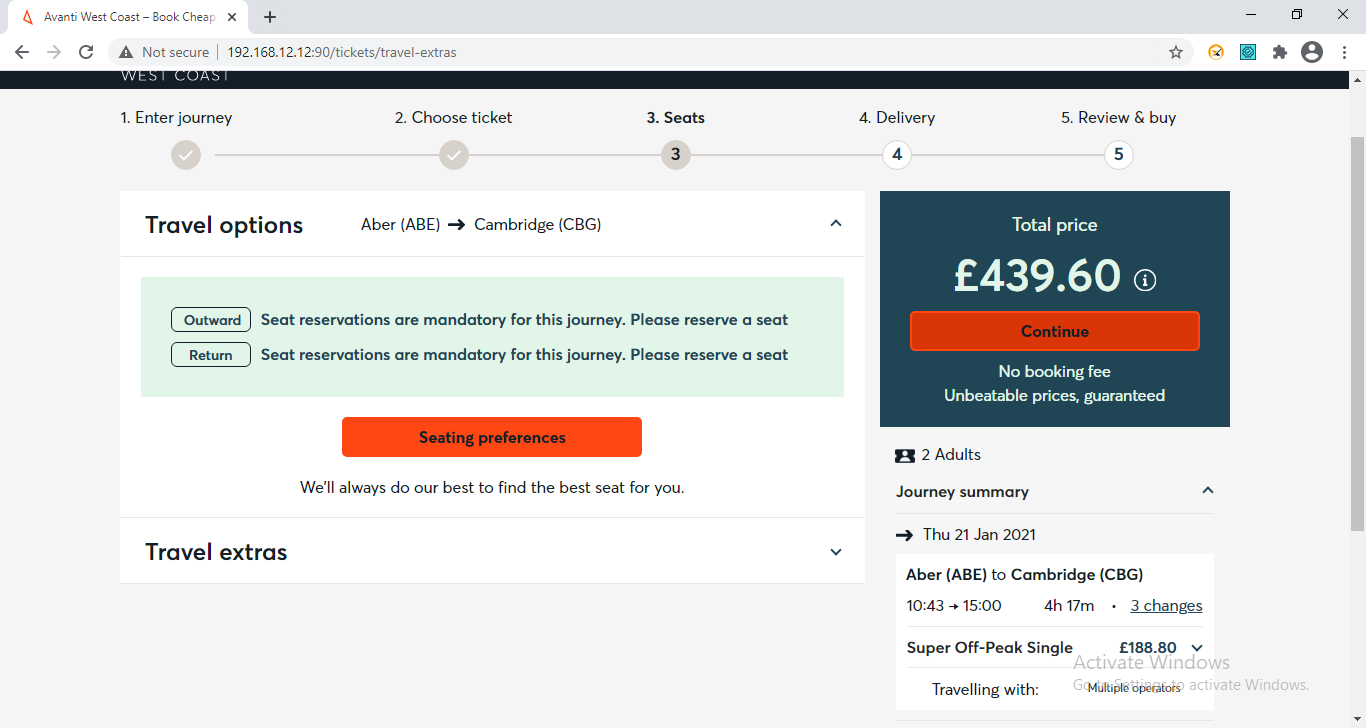 Avanti West Coast – Book Cheap
Not secure
192.168.12.12:90/tickets/travel-extras
WEST COAST
1. Enter journey
2. Choose ticket
3. Seats
4. Delivery
5. Review & buy
3
4
5
Travel options
Aber (ABE) → Cambridge (CBG)
Outward Seat reservations are mandatory for this journey. Please reserve a seat
Return Seat reservations are mandatory for this journey. Please reserve a seat
Seating preferences
We'll always do our best to find the best seat for you.
Travel extras
Total price
£439.60
Continue
No booking fee
Unbeatable prices, guaranteed
2 Adults
Journey summary
→ Thu 21 Jan 2021
Aber (ABE) to Cambridge (CBG)
10:43 → 15:00 4h 17m • 3 changes
Super Off-Peak Single £188.80
Travelling with: Multiple operators
Activate Windows
Go to Settings to activate Windows.